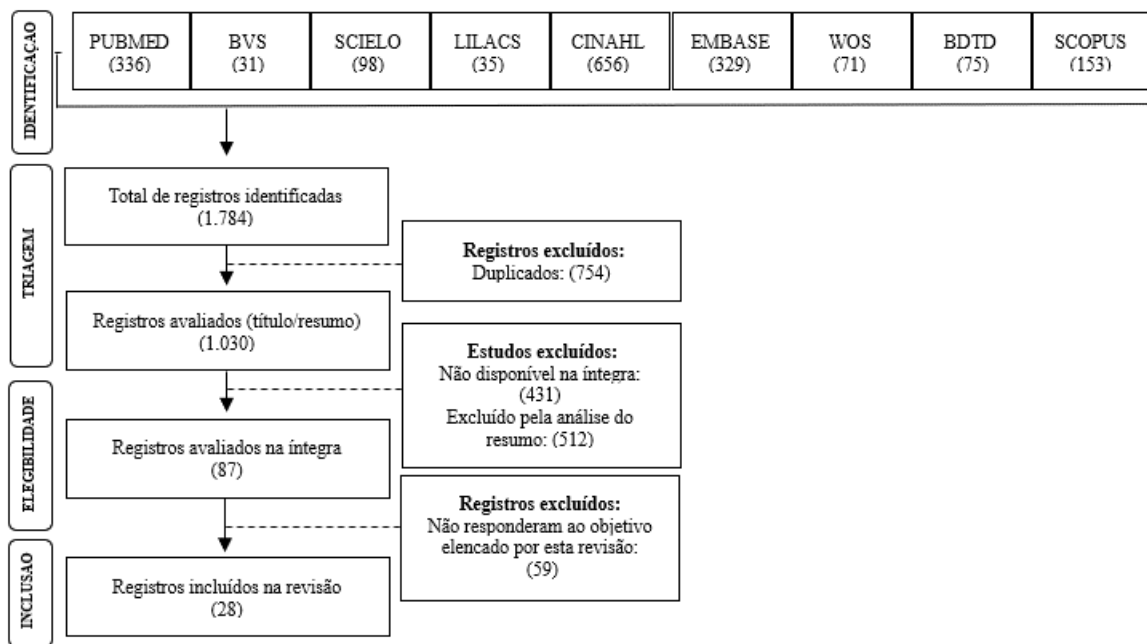 IDENTIFICAÇAO
PUBMED
(336)
BVS
(31)
SCIELO
(98)
LILACS
(35)
CINAHL
(656)
EMBASE
(329)
WOS
(71)
BDTD
(75)
SCOPUS
(153)
TRIAGEM
Total de registros identificadas
(1.784)
Registros excluídos:
Duplicados: (754)
Registros avaliados (título/resumo)
(1.030)
Estudos excluídos:
Não disponível na íntegra:
(431)
Excluído pela análise do
resumo: (512)
ELEGIBILIDADE
Registros avaliados na íntegra
(87)
Registros excluídos:
Não responderam ao objetivo
elencado por esta revisão:
(59)
INCLUSAO
Registros incluídos na revisão
(28)